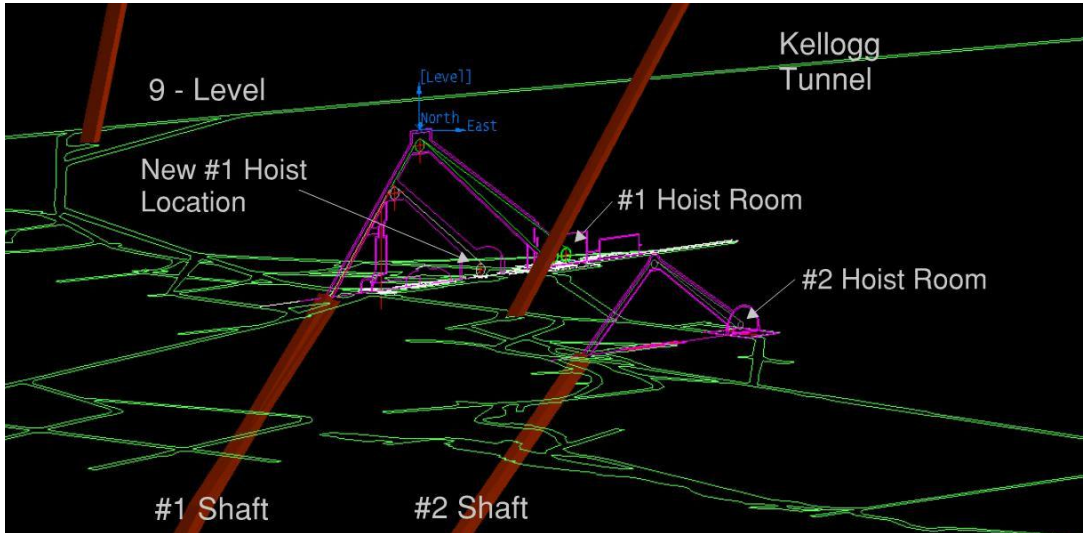 Kellogg
Tunnel
9 - Level
[Level]
North
East
New #1 Hoist
Location
#1 Hoist Room
#2 Hoist Room
#1 Shaft
#2 Shaft